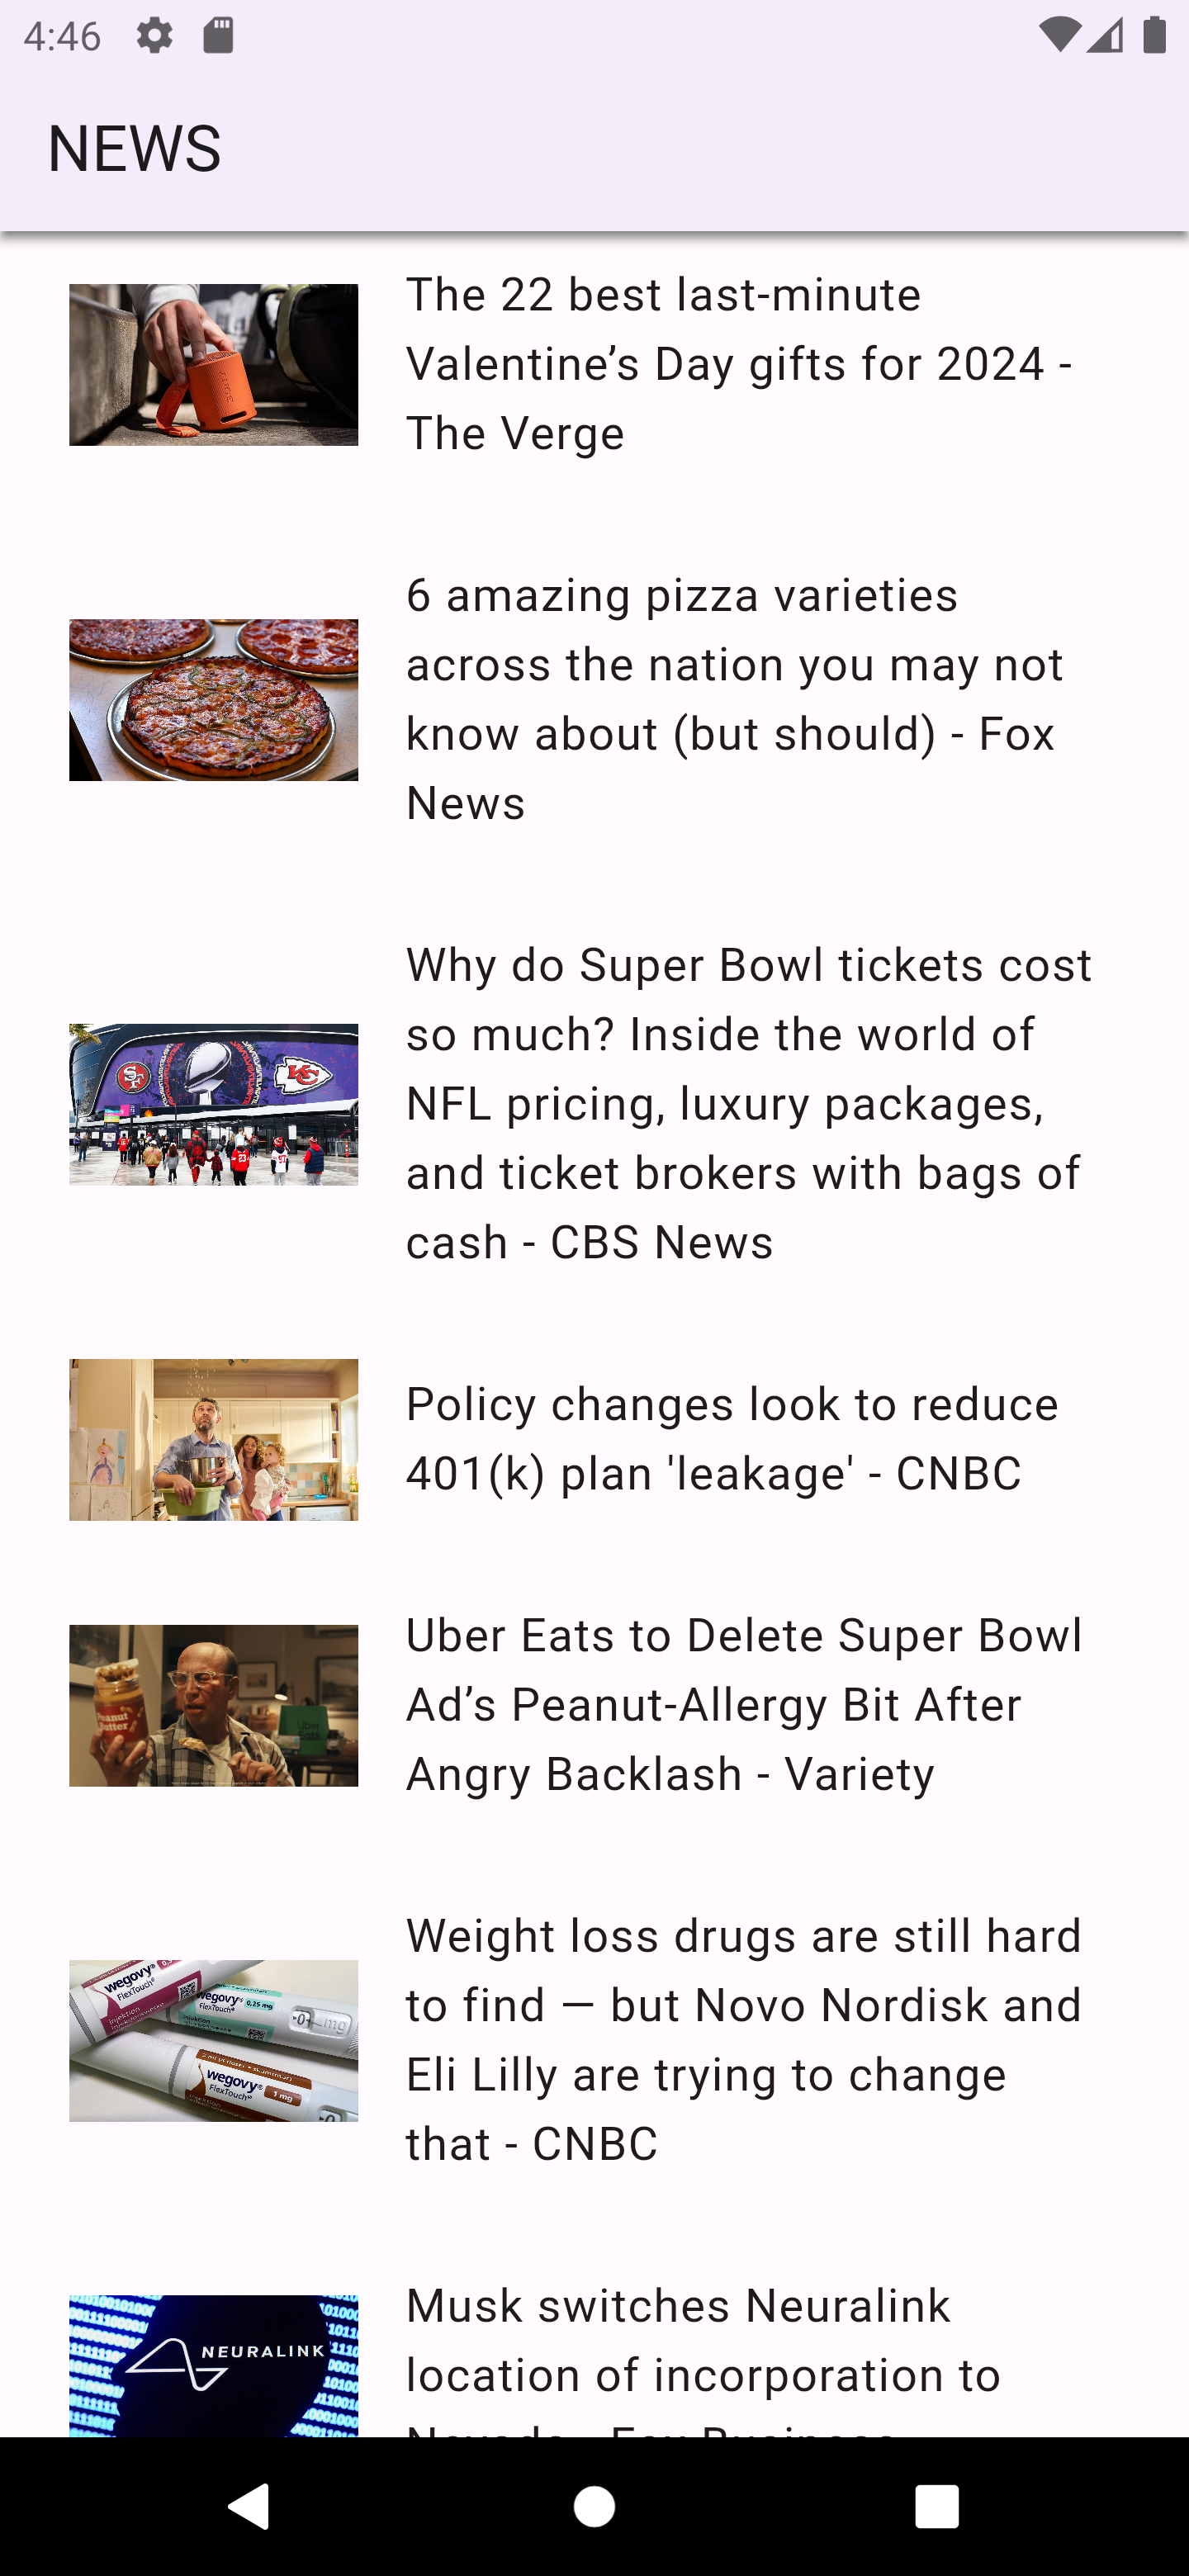 4:46
NEWS
The 22 best last-minute
Valentine’s Day gifts for 2024 -
The Verge
6 amazing pizza varieties
across the nation you may not
know about (but should) - Fox
News
Why do Super Bowl tickets cost
so much? Inside the world of
NFL pricing, luxury packages,
and ticket brokers with bags of
cash - CBS News
Policy changes look to reduce
401(k) plan 'leakage' - CNBC
Peanut
Butter
Uber
Eats
Uber Eats to Delete Super Bowl
Ad’s Peanut-Allergy Bit After
Angry Backlash - Variety
wegovy®
FlexTouch®
wegovy®
0,25 mg
FlexTouch®
wegovy®
1 mg
FlexTouch®
Weight loss drugs are still hard
to find — but Novo Nordisk and
Eli Lilly are trying to change
that - CNBC
NEURALINK
Musk switches Neuralink
location of incorporation to
Nevada - Fox Business